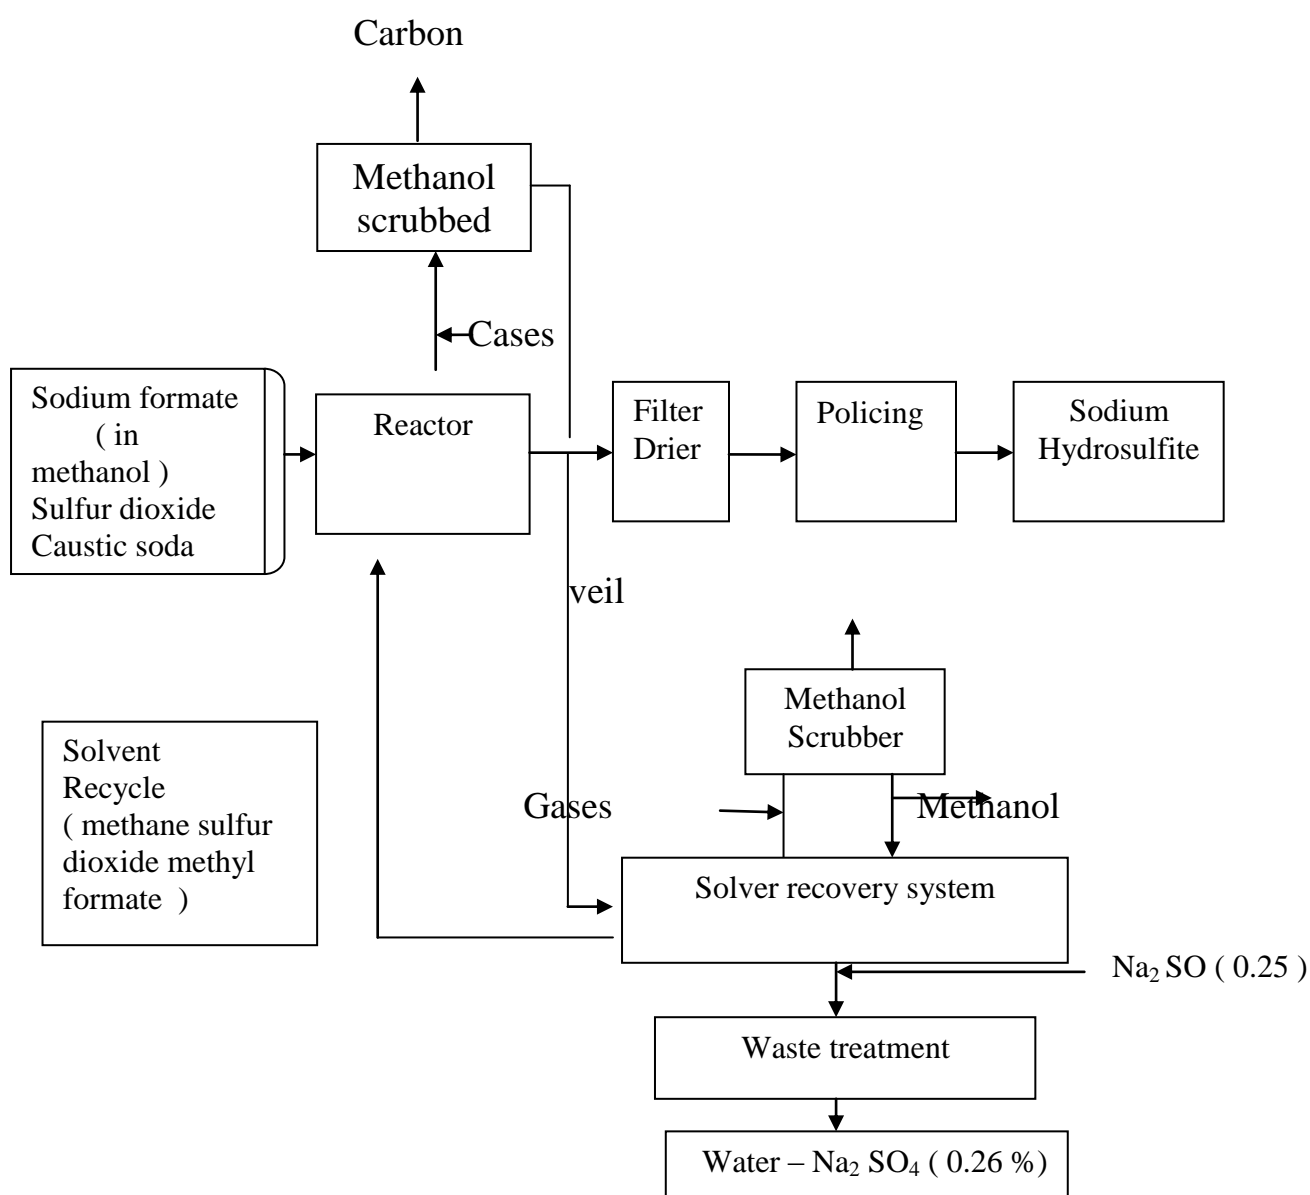 Carbon
Methanol
scrubbed
Cases
Sodium formate
( in
methanol )
Sulfur dioxide
Caustic soda
Reactor
Filter
Drier
Policing
Sodium
Hydrosulfite
veil
Methanol
Scrubber
Solvent
Recycle
( methane sulfur
dioxide methyl
formate )
Gases
Methanol
Solver recovery system
Na₂ SO ( 0.25 )
Waste treatment
Water – Na₂ SO₄ ( 0.26 %)